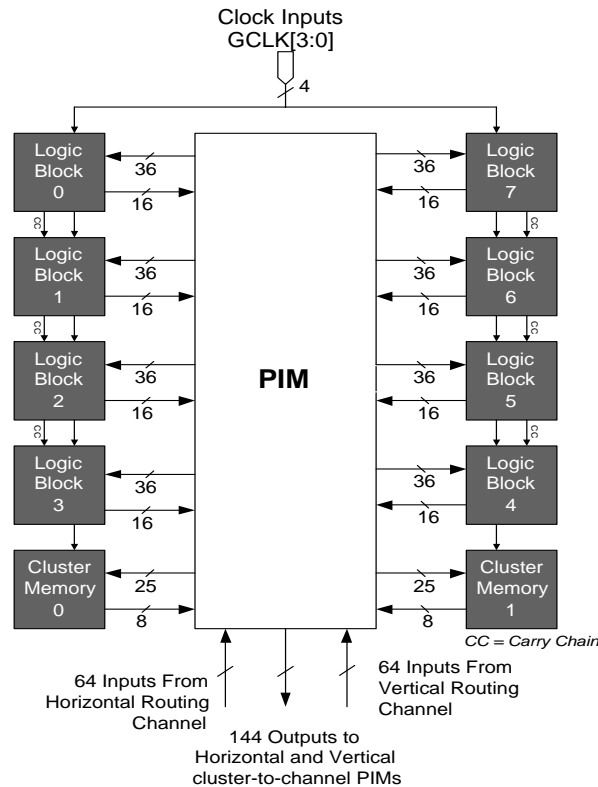 Clock Inputs
GCLK[3:0]
4
Logic
Block
0
36
16
36
16
Logic
Block
7
CC
CC
Logic
Block
1
36
16
36
16
Logic
Block
6
CC
CC
Logic
Block
2
36
16
PIM
36
16
Logic
Block
5
CC
CC
Logic
Block
3
36
16
36
16
Logic
Block
4
Cluster
Memory
0
25
8
25
8
Cluster
Memory
1
CC = Carry Chain
64 Inputs From
Horizontal Routing
Channel
64 Inputs From
Vertical Routing
Channel
144 Outputs to
Horizontal and Vertical
cluster-to-channel PIMs